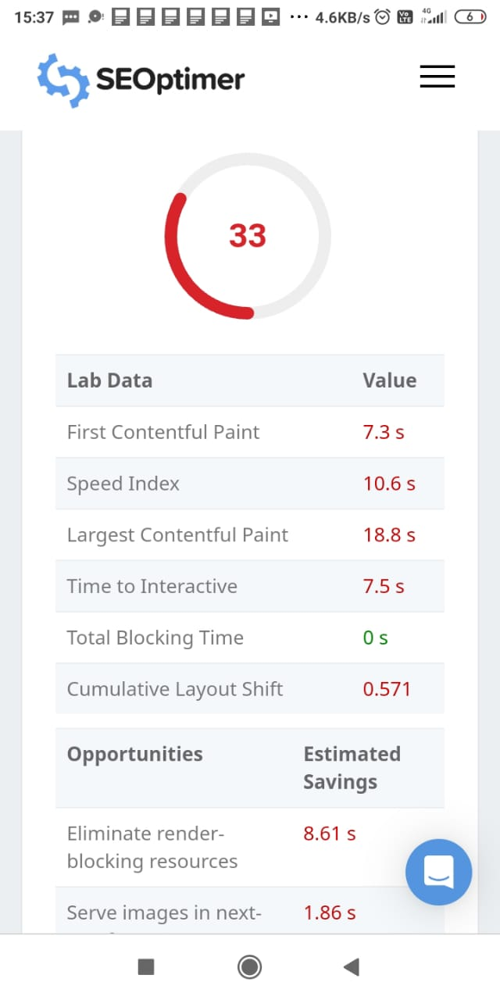 15:37 ... 4.6KB/s Vo LTE 4G 6
SEOptimer
33
Lab Data Value
First Contentful Paint 7.3 s
Speed Index 10.6 s
Largest Contentful Paint 18.8 s
Time to Interactive 7.5 s
Total Blocking Time 0 s
Cumulative Layout Shift 0.571
Opportunities Estimated
Savings
Eliminate render- 8.61 s
blocking resources
Serve images in next- 1.86 s